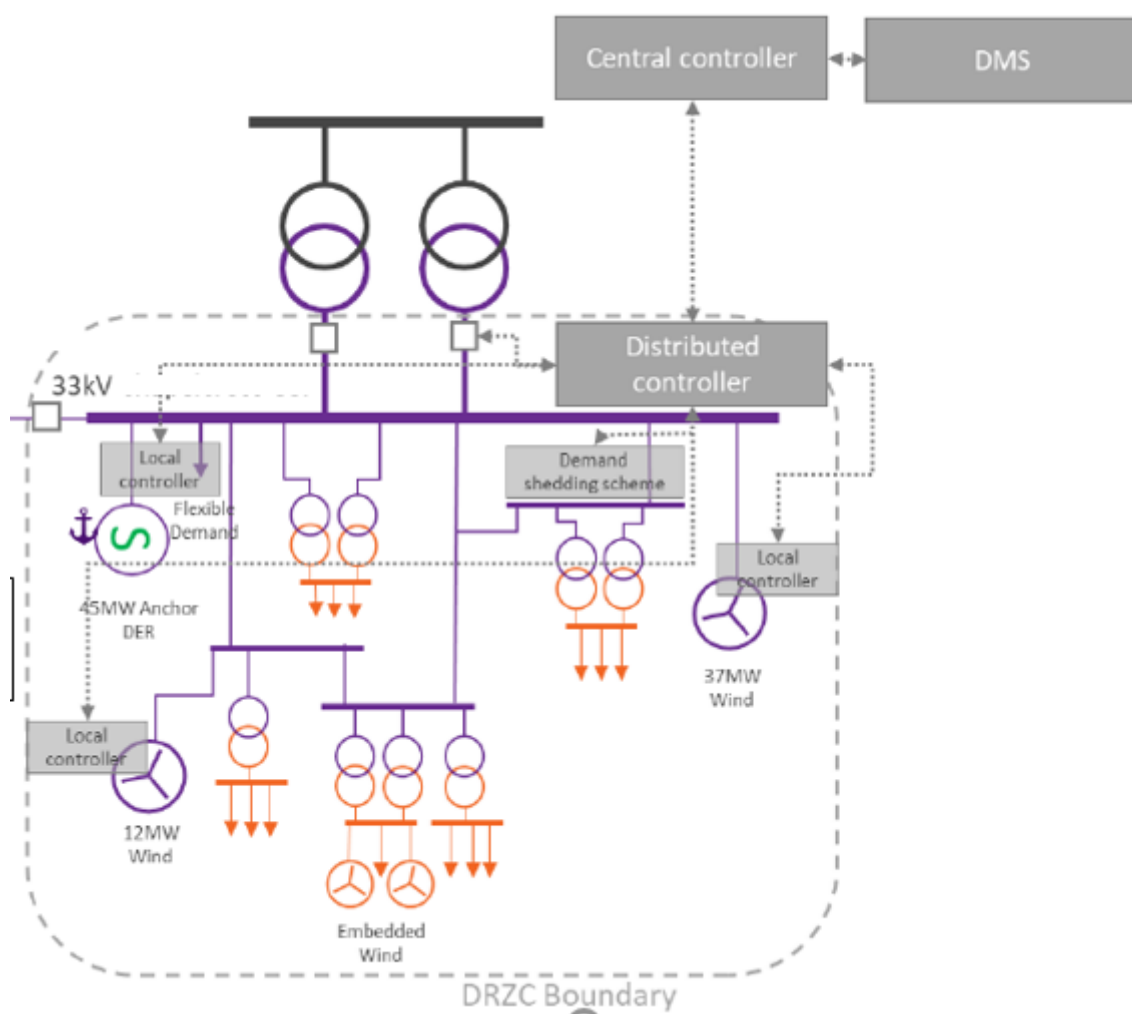 Central controller
DMS
Distributed
controller
33kV
Local
controller
Flexible
Demand
Demand
shedding scheme
Local
controller
45MW Anchor
DER
37MW
Wind
Local
controller
12MW
Wind
Embedded
Wind
DRZC Boundary